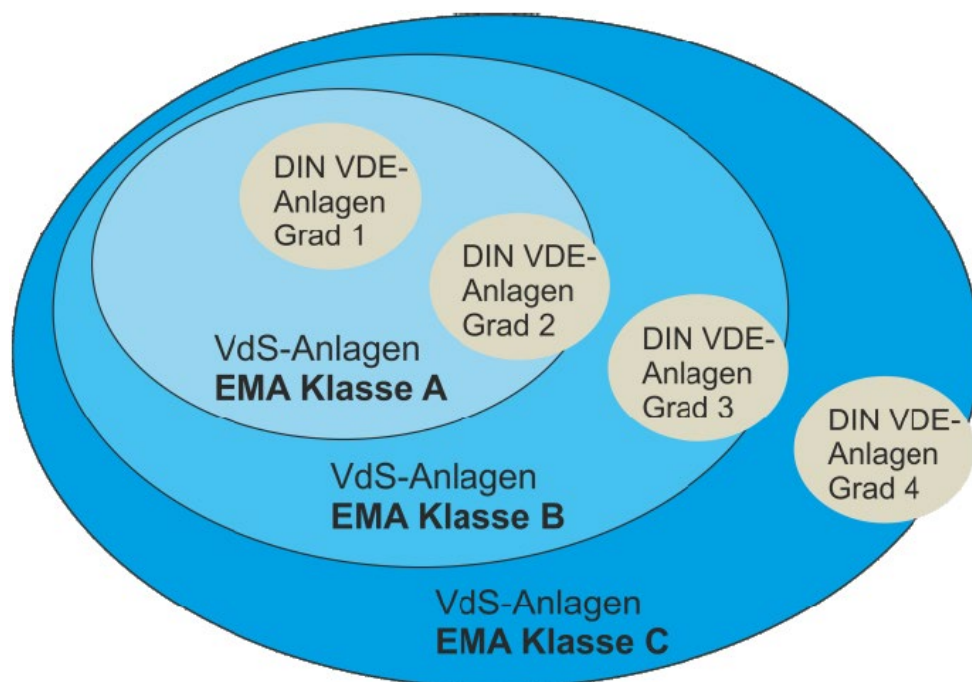 DIN VDE-
Anlagen
Grad 1
DIN VDE-
Anlagen
Grad 2
DIN VDE-
Anlagen
Grad 3
DIN VDE-
Anlagen
Grad 4
VdS-Anlagen
EMA Klasse A
VdS-Anlagen
EMA Klasse B
VdS-Anlagen
EMA Klasse C